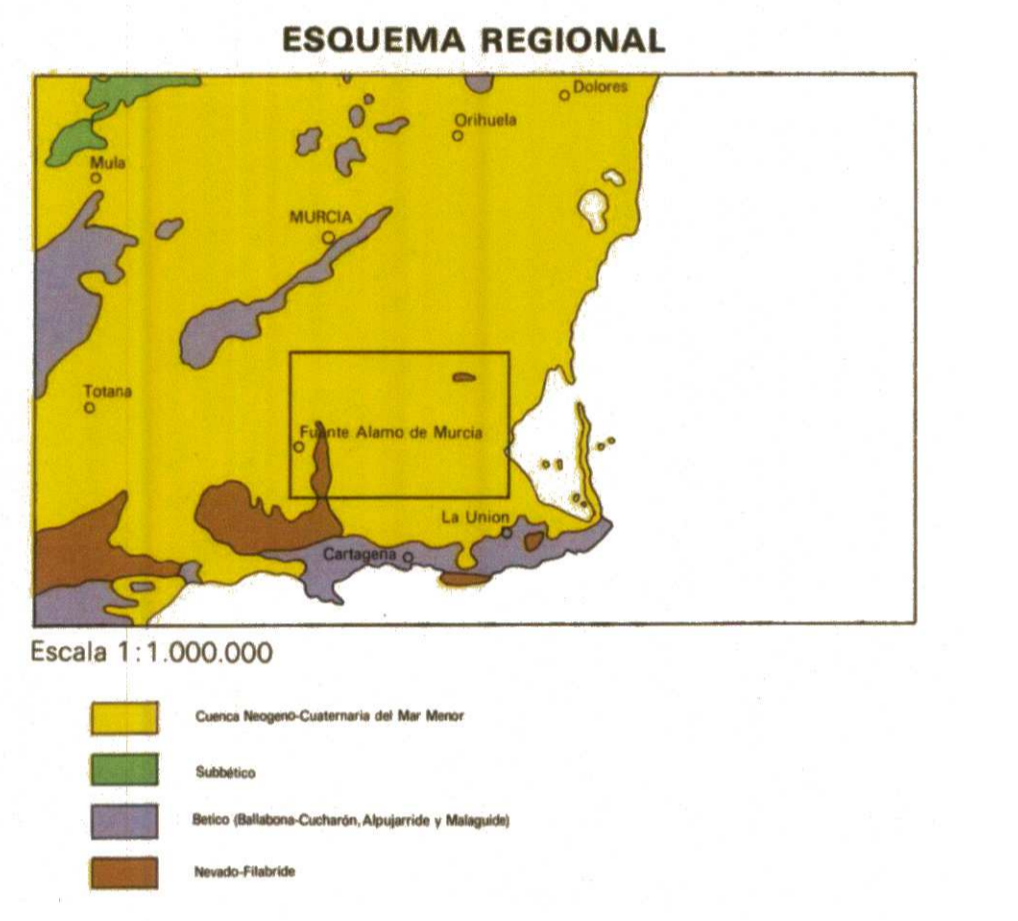 ESQUEMA REGIONAL
Dolores
Orihuela
Mula
MURCIA
Totana
Fuente Alamo de Murcia
La Union
Cartagena
Escala 1:1.000.000
Cuenca Neogeno-Cuaternaria del Mar Menor
Subbético
Betico (Ballabona-Cucharón, Alpujarride y Malaguide)
Nevado-Filabride